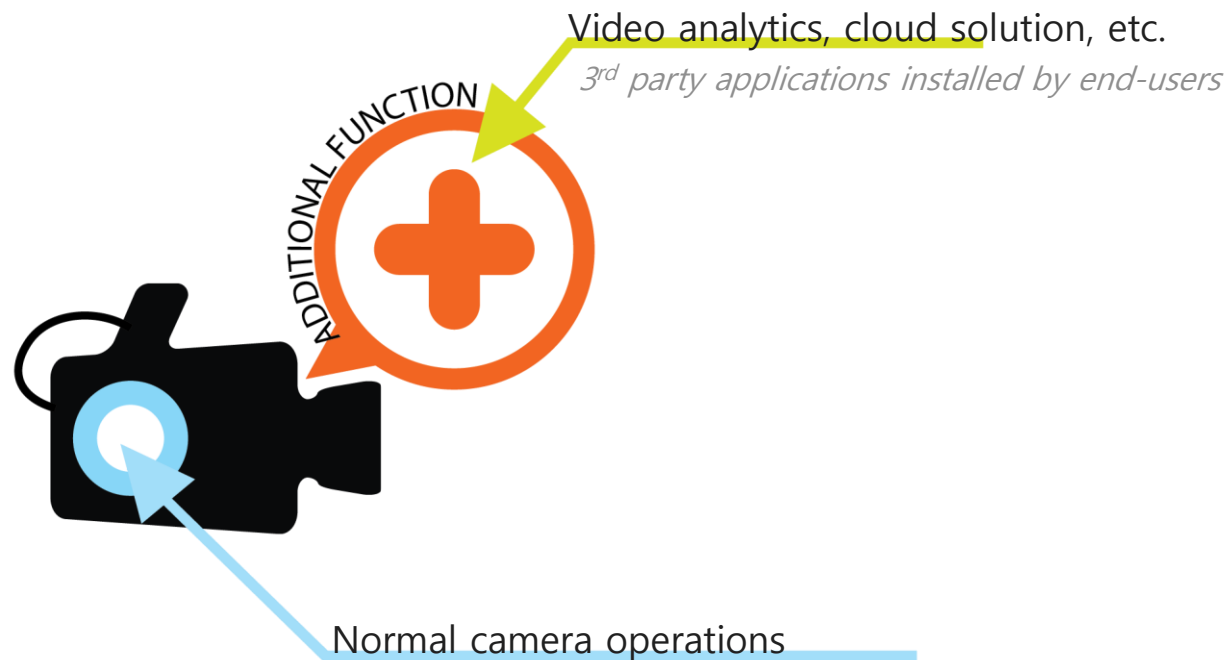 Video analytics, cloud solution, etc.
3rd party applications installed by end-users
ADDITIONAL FUNCTION
Normal camera operations